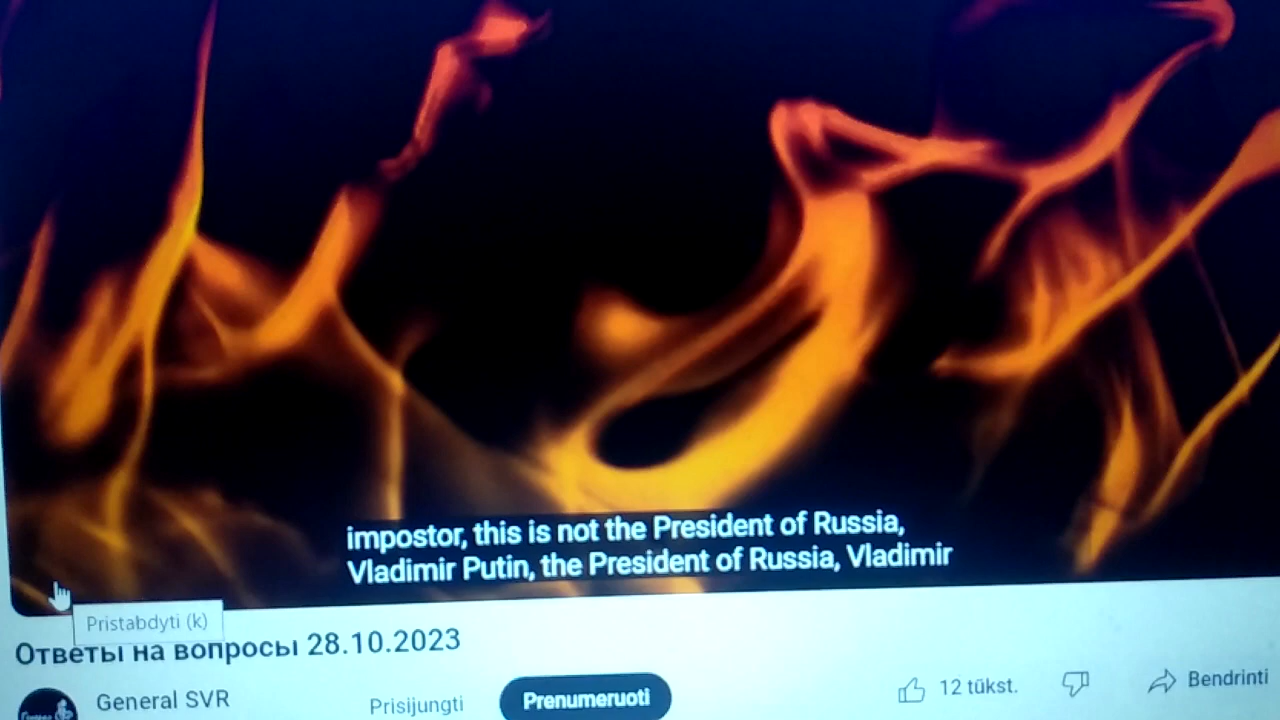 impostor, this is not the President of Russia,
Vladimir Putin, the President of Russia, Vladimir
Pristabdyti (k)
Ответы на вопросы 28.10.2023
General SVR
Prisijungti
Prenumeruoti
12 tūkst.
Bendrinti